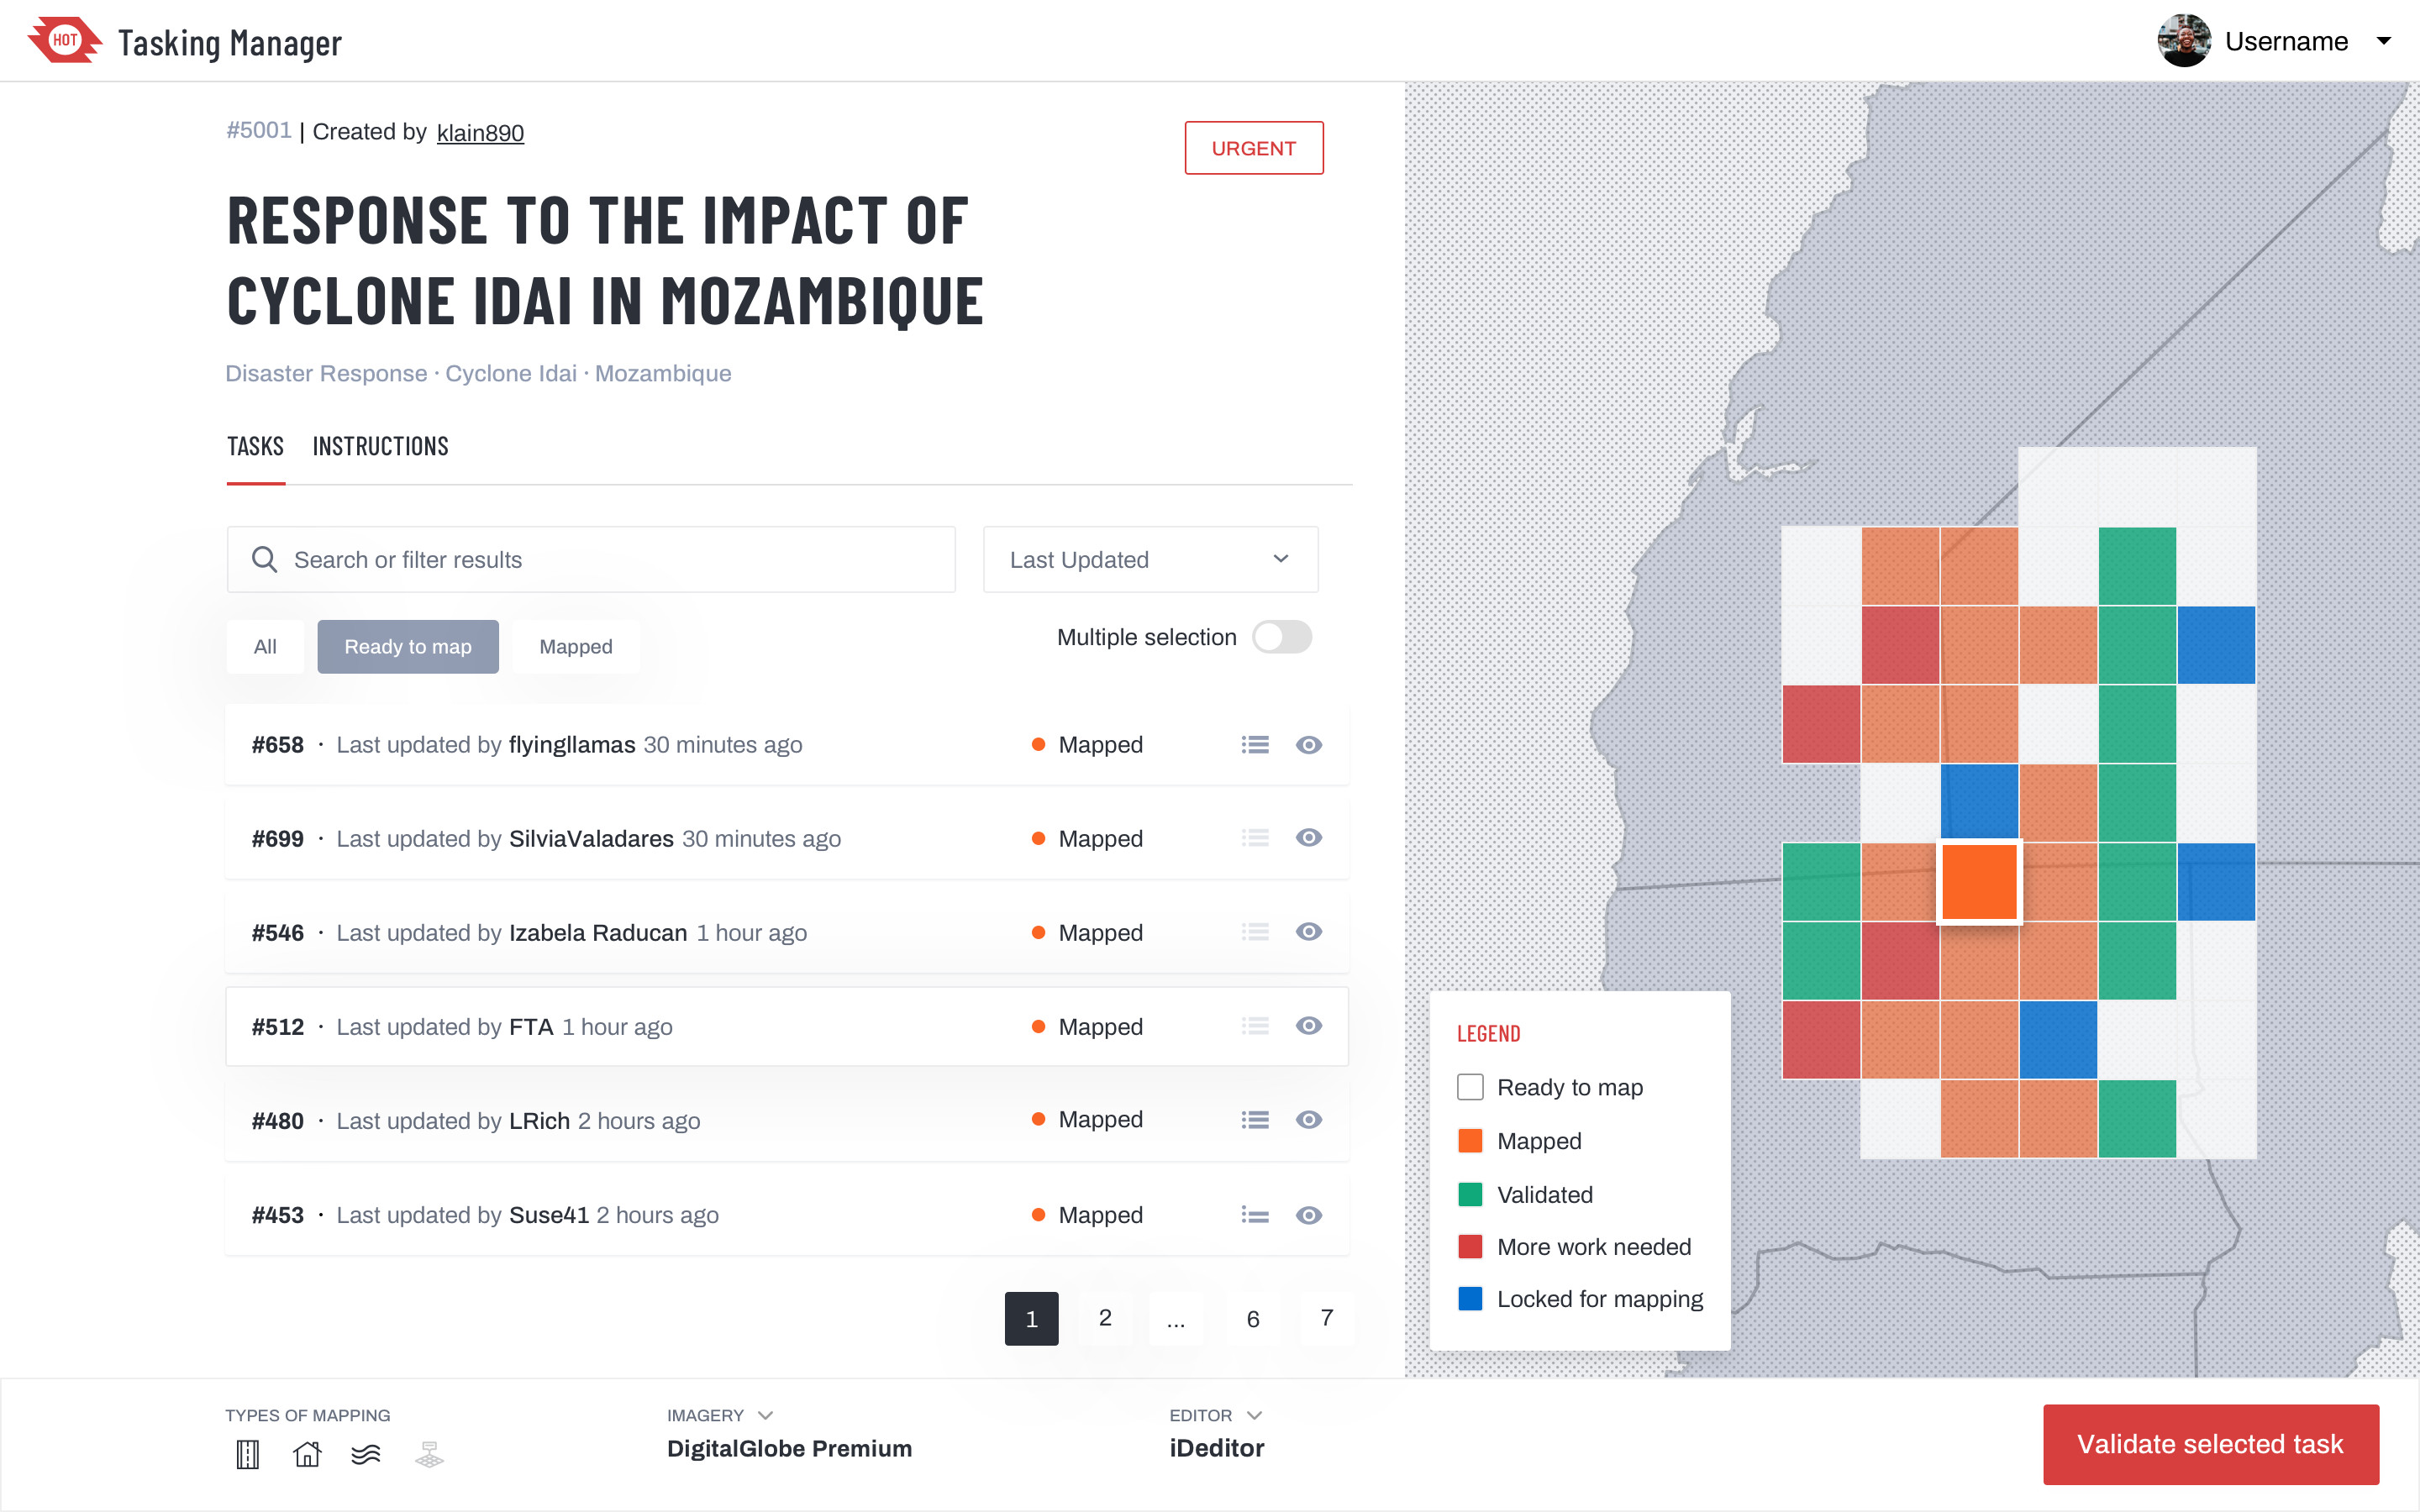 HOT
Tasking Manager
Username
#5001 | Created by klain890
URGENT
RESPONSE TO THE IMPACT OF
CYCLONE IDAI IN MOZAMBIQUE
Disaster Response · Cyclone Idai · Mozambique
TASKS INSTRUCTIONS
Search or filter results
Last Updated
All Ready to map Mapped
Multiple selection
#658 · Last updated by flyingllamas 30 minutes ago Mapped
#699 · Last updated by SilviaValadares 30 minutes ago Mapped
#546 · Last updated by Izabela Raducan 1 hour ago Mapped
#512 · Last updated by FTA 1 hour ago Mapped
#480 · Last updated by LRich 2 hours ago Mapped
#453 · Last updated by Suse41 2 hours ago Mapped
1 2 ... 6 7
LEGEND
Ready to map
Mapped
Validated
More work needed
Locked for mapping
TYPES OF MAPPING
IMAGERY
DigitalGlobe Premium
EDITOR
iDeditor
Validate selected task